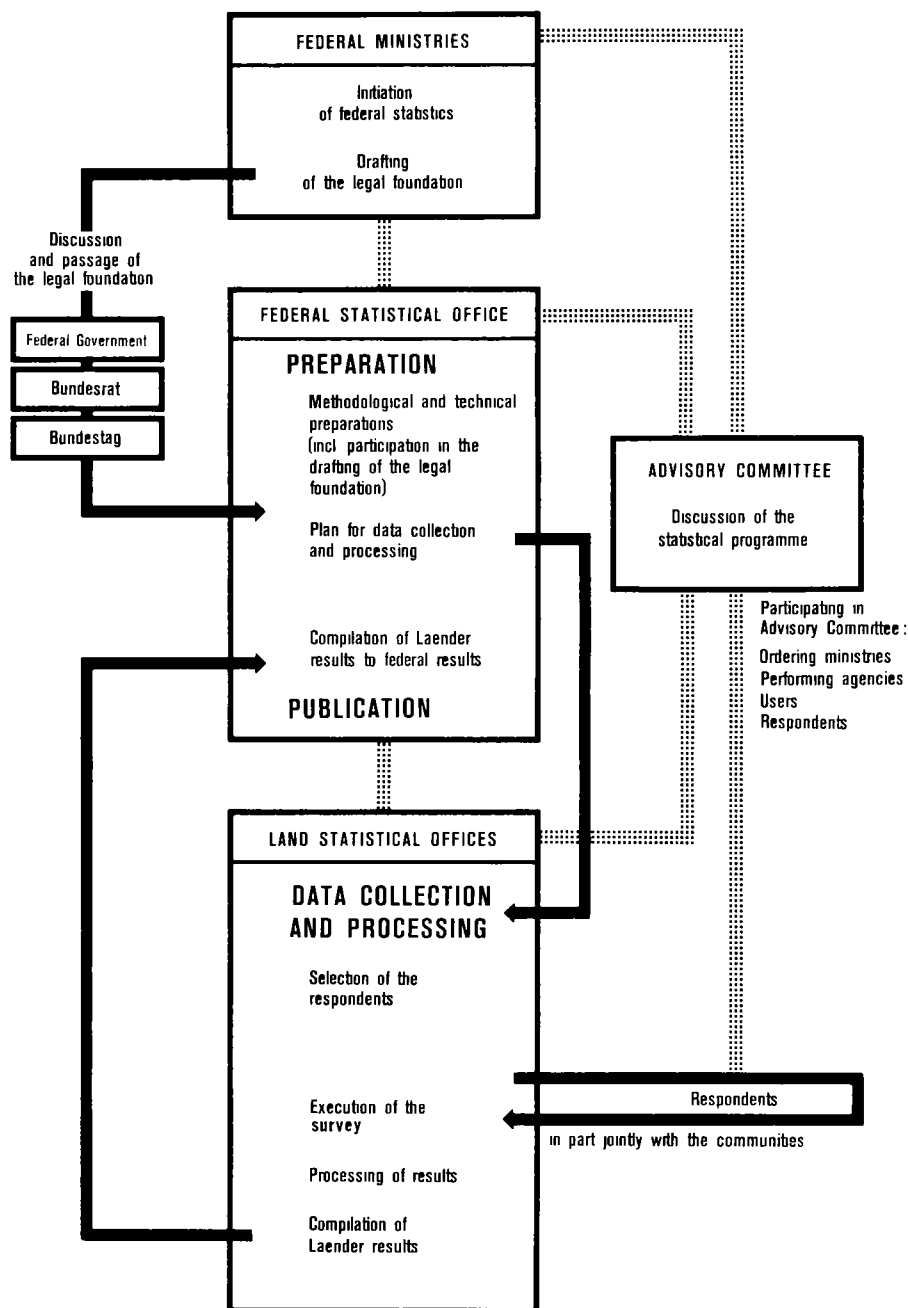 FEDERAL MINISTRIES
Initiation
of federal statistics
Drafting
of the legal foundation
Discussion
and passage of
the legal foundation
Federal Government
Bundesrat
Bundestag
FEDERAL STATISTICAL OFFICE
PREPARATION
Methodological and technical
preparations
(incl participation in the
drafting of the legal
foundation)
Plan for data collection
and processing
Compilation of Laender
results to federal results
PUBLICATION
ADVISORY COMMITTEE
Discussion of the
statistical programme
Participating in
Advisory Committee :
Ordering ministries
Performing agencies
Users
Respondents
LAND STATISTICAL OFFICES
DATA COLLECTION
AND PROCESSING
Selection of the
respondents
Execution of the
survey
Respondents
in part jointly with the communities
Processing of results
Compilation of
Laender results